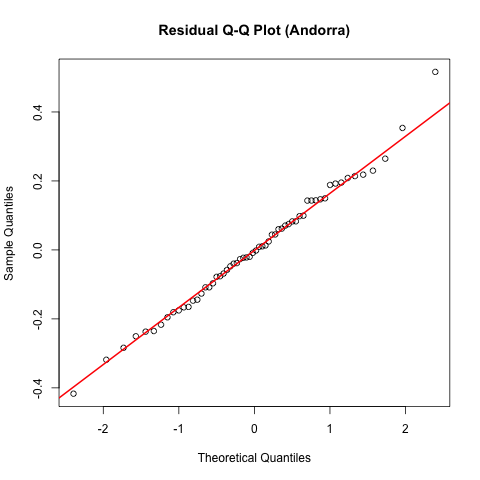 Residual Q-Q Plot (Andorra)
Sample Quantiles
0.4
0.2
0.0
-0.2
-0.4
-2 -1 0 1 2
Theoretical Quantiles